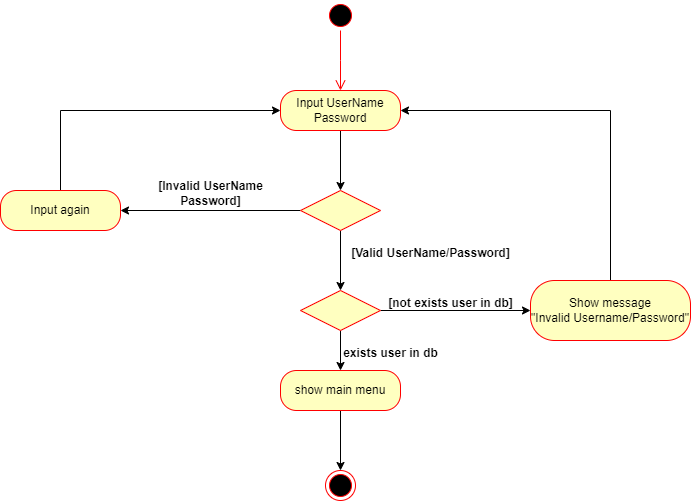 Input UserName
Password
[Invalid UserName
Password]
Input again
[Valid UserName/Password]
[not exists user in db]
Show message
"Invalid Username/Password"
exists user in db
show main menu